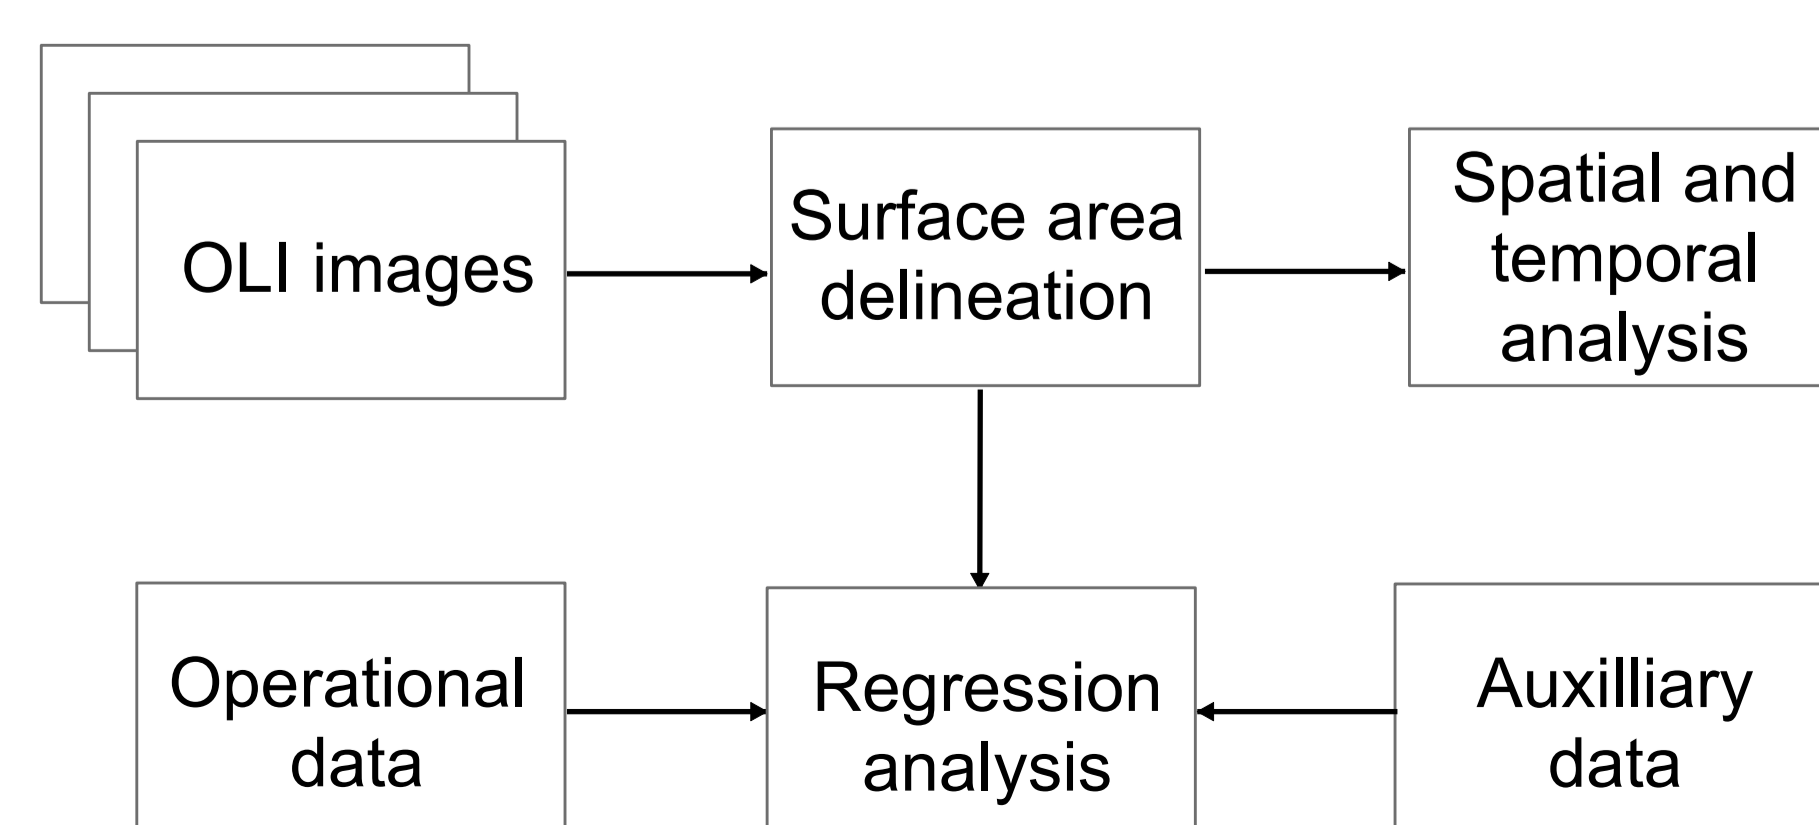 OLI images
Surface area
delineation
Spatial and
temporal
analysis
Operational
data
Regression
analysis
Auxilliary
data